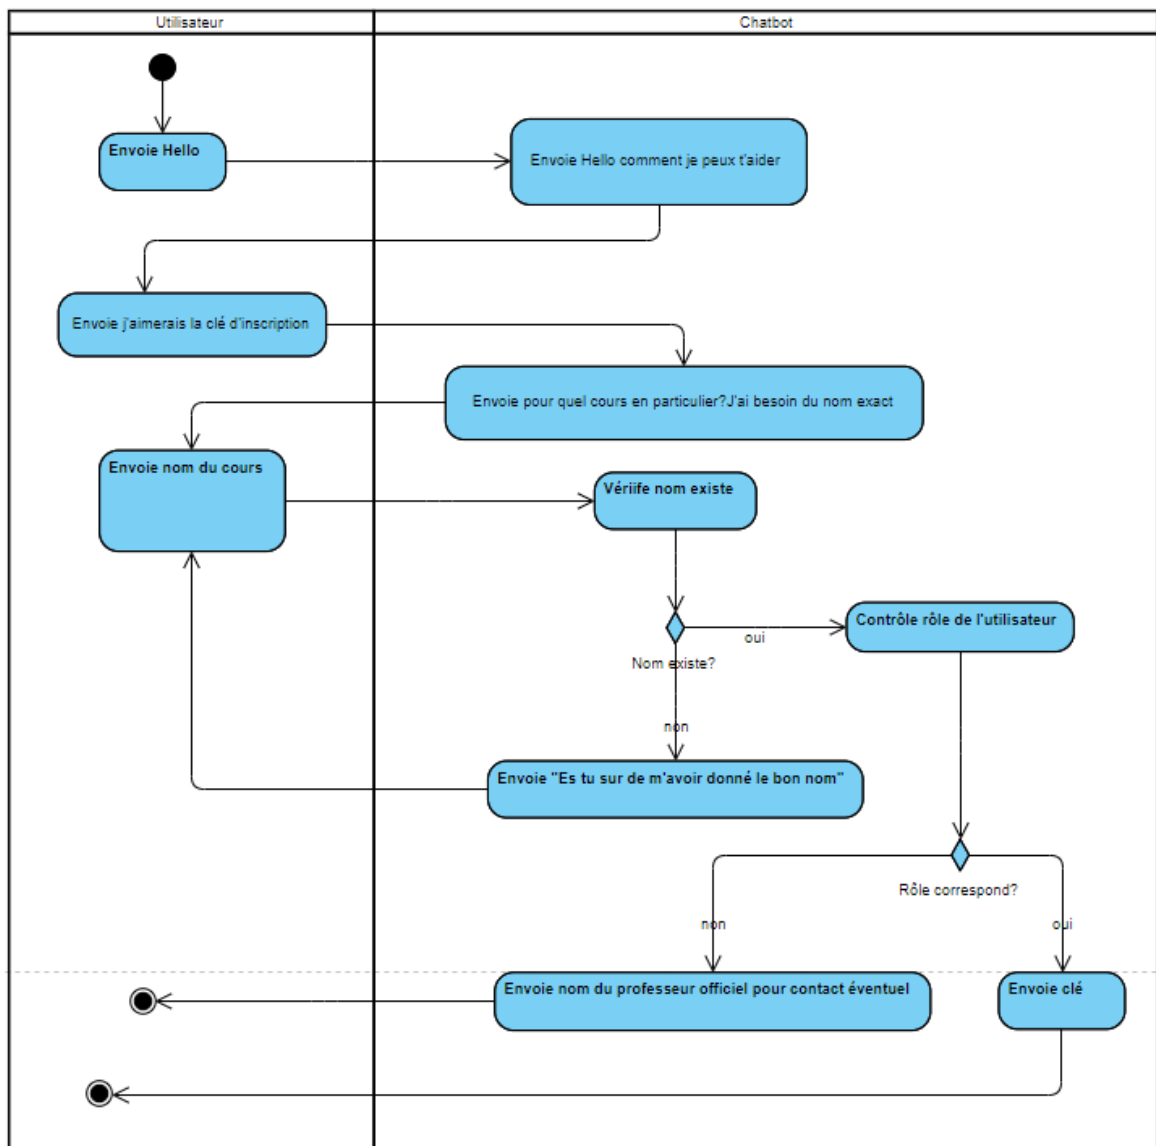 Utilisateur
Chatbot
Envoie Hello
Envoie Hello comment je peux t'aider
Envoie j'aimerais la clé d'inscription
Envoie pour quel cours en particulier?J'ai besoin du nom exact
Envoie nom du cours
Vériife nom existe
oui
Contrôle rôle de l'utilisateur
Nom existe?
non
Envoie "Es tu sur de m'avoir donné le bon nom"
Rôle correspond?
non
oui
Envoie nom du professeur officiel pour contact éventuel
Envoie clé